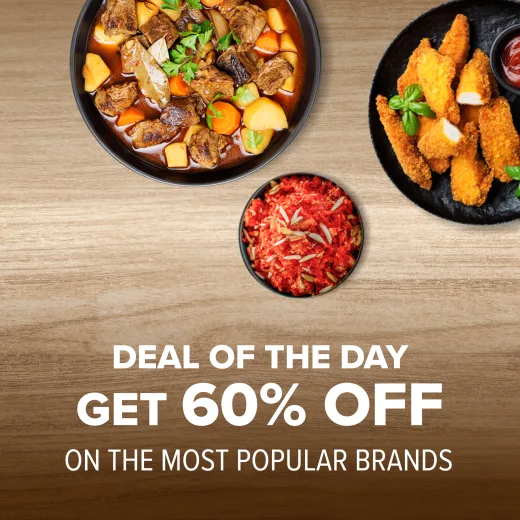 DEAL OF THE DAY
GET 60% OFF
ON THE MOST POPULAR BRANDS